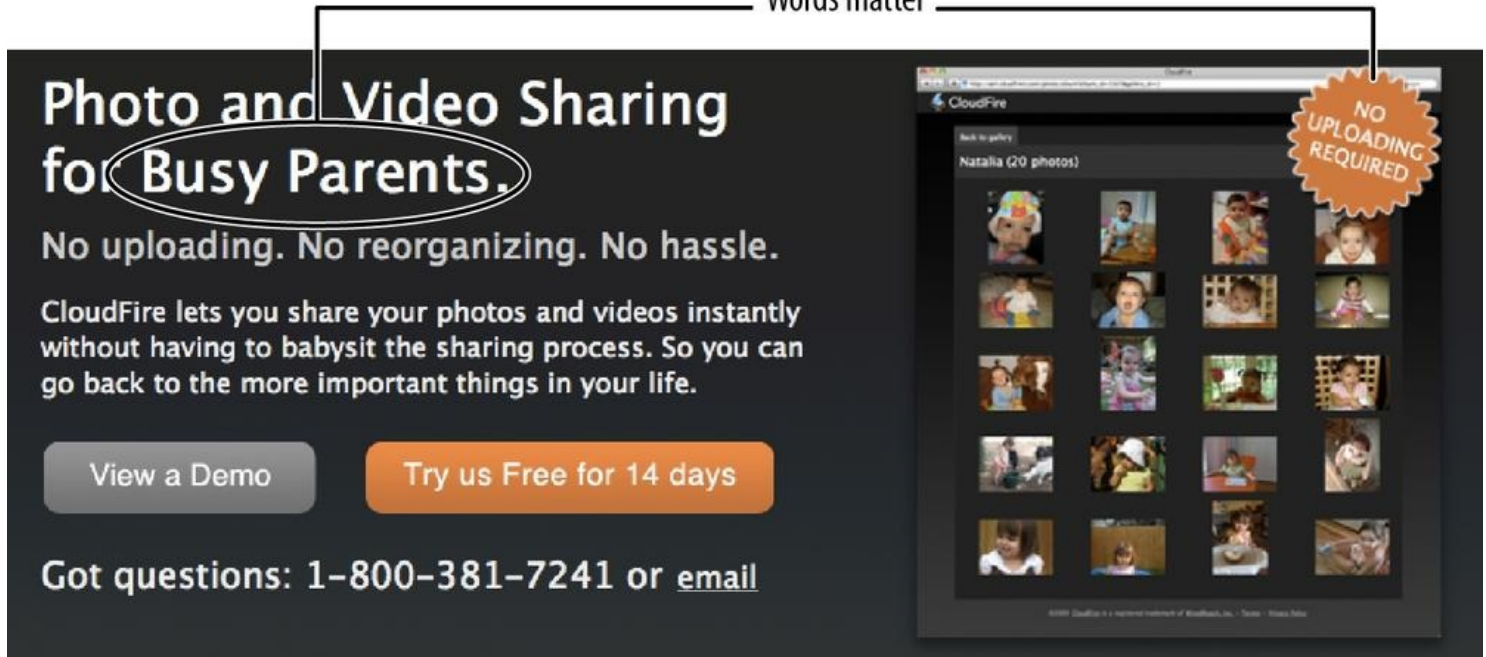 Words matter
Photo and Video Sharing
for Busy Parents.
No uploading. No reorganizing. No hassle.
CloudFire lets you share your photos and videos instantly
without having to babysit the sharing process. So you can
go back to the more important things in your life.
View a Demo
Try us Free for 14 days
Got questions: 1-800-381-7241 or email
CloudFire
CloudFire
Back to gallery
Natalia (20 photos)
NO
UPLOADING
REQUIRED